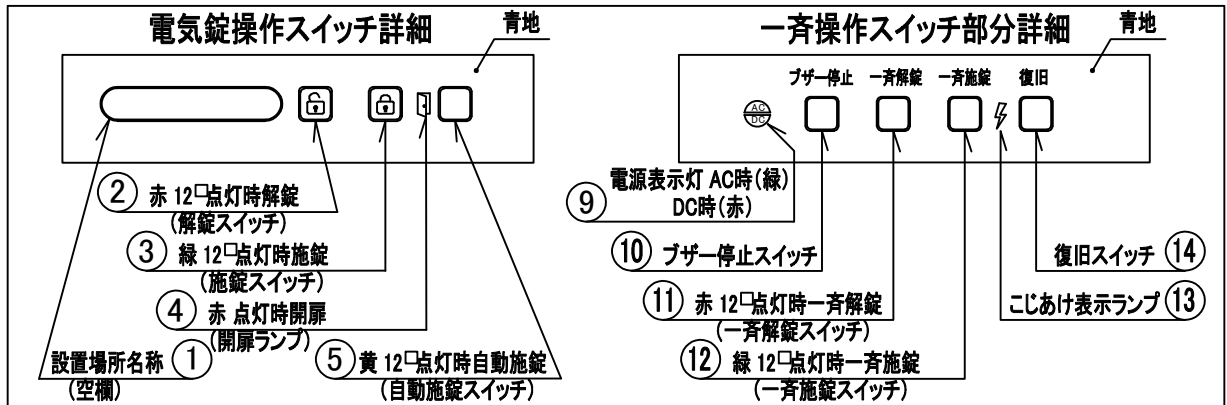 電気錠操作スイッチ詳細
青地
② 赤 12□点灯時解錠
(解錠スイッチ)
③ 緑 12□点灯時施錠
(施錠スイッチ)
④ 赤 点灯時開扉
(開扉ランプ)
設置場所名称 ①
(空欄)
⑤ 黄 12□点灯時自動施錠
(自動施錠スイッチ)
一斉操作スイッチ部分詳細
青地
ブザー停止 一斉解錠 一斉施錠 復旧
AC
DC
⑨ 電源表示灯 AC時(緑)
DC時(赤)
⑩ ブザー停止スイッチ
復旧スイッチ ⑭
⑪ 赤 12□点灯時一斉解錠
(一斉解錠スイッチ)
こじあけ表示ランプ ⑬
⑫ 緑 12□点灯時一斉施錠
(一斉施錠スイッチ)